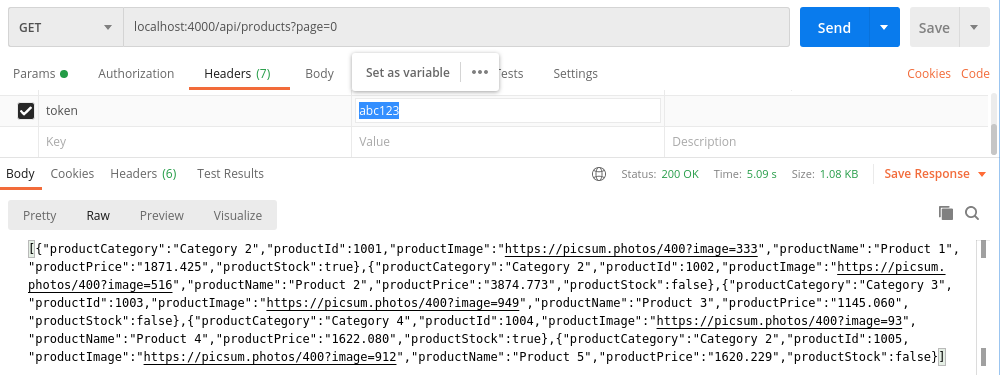 GET localhost:4000/api/products?page=0 Send Save
Params Authorization Headers (7) Body Set as variable ests Settings Cookies Code
token abc123
Key Value Description
Body Cookies Headers (6) Test Results Status: 200 OK Time: 5.09 s Size: 1.08 KB Save Response
Pretty Raw Preview Visualize
[{"productCategory":"Category 2","productId":1001,"productImage":"https://picsum.photos/400?image=333","productName":"Product 1",
"productPrice":"1871.425","productStock":true},{"productCategory":"Category 2","productId":1002,"productImage":"https://picsum.
photos/400?image=516","productName":"Product 2","productPrice":"3874.773","productStock":false},{"productCategory":"Category 3",
"productId":1003,"productImage":"https://picsum.photos/400?image=949","productName":"Product 3","productPrice":"1145.060",
"productStock":false},{"productCategory":"Category 4","productId":1004,"productImage":"https://picsum.photos/400?image=93",
"productName":"Product 4","productPrice":"1622.080","productStock":true},{"productCategory":"Category 2","productId":1005,
"productImage":"https://picsum.photos/400?image=912","productName":"Product 5","productPrice":"1620.229","productStock":false}]